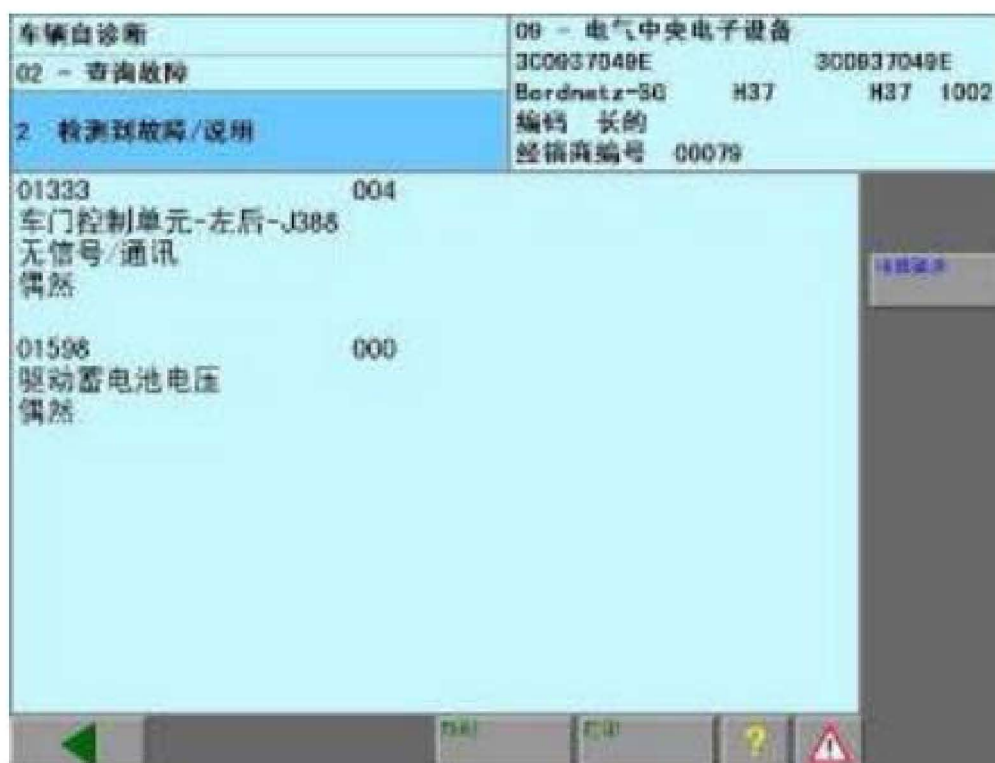 车辆自诊断
02 - 查询故障
2 检测到故障/说明
09 - 电气中央电子设备
3C0937049E 3C0937049E
Bordnetz-SG H37 H37 1002
编码 长的
经销商编号 00079
01333 004
车门控制单元-左后-J388
无信号/通讯
偶然
01598 000
驱动蓄电池电压
偶然
?